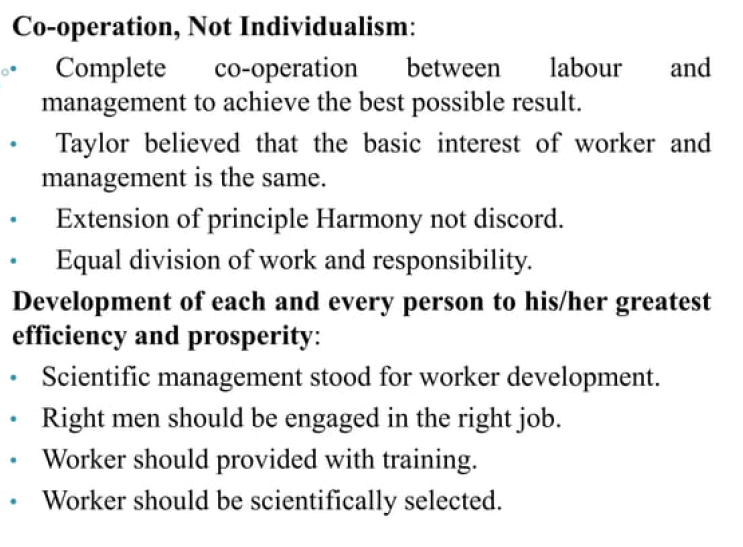 Co-operation, Not Individualism:
• Complete co-operation between labour and
management to achieve the best possible result.
• Taylor believed that the basic interest of worker and
management is the same.
• Extension of principle Harmony not discord.
• Equal division of work and responsibility.
Development of each and every person to his/her greatest
efficiency and prosperity:
• Scientific management stood for worker development.
• Right men should be engaged in the right job.
• Worker should provided with training.
• Worker should be scientifically selected.